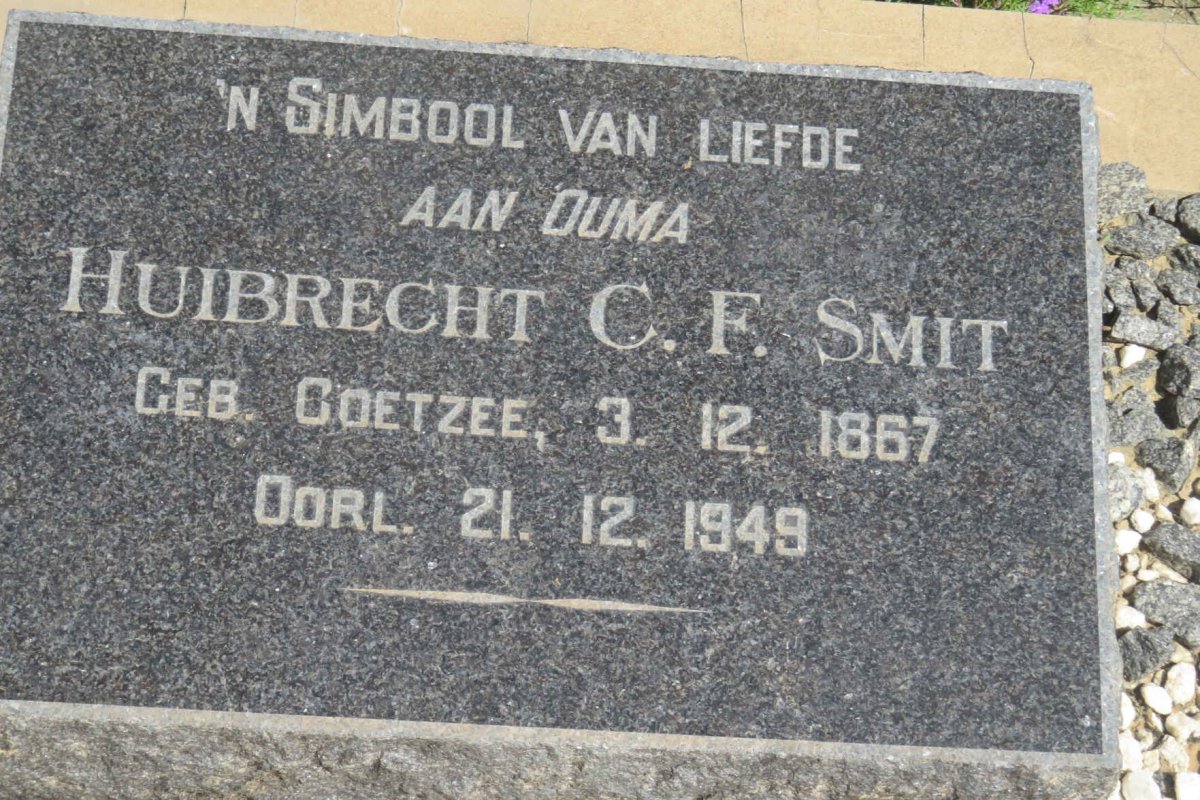 'N SIMBOOL VAN LIEFDE
AAN OUMA
HUIBRECHT C. F. SMIT
GEB. COETZEE, 3. 12. 1867
OORL. 21. 12. 1949